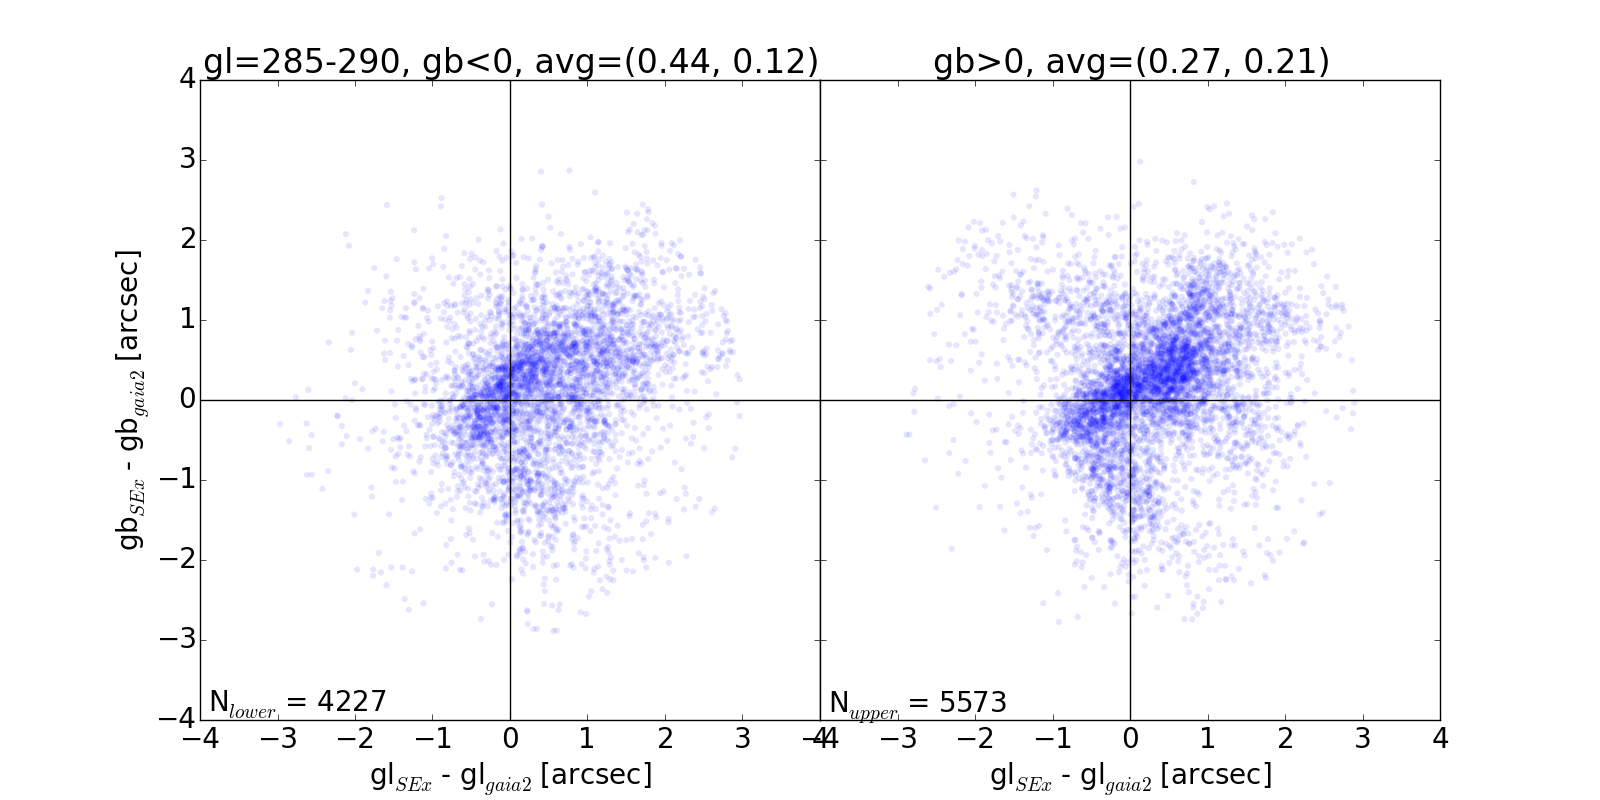 gl=285-290, gb<0, avg=(0.44, 0.12)
gb>0, avg=(0.27, 0.21)
4
3
2
1
0
−1
−2
−3
−4
gb_SEx - gb_gaia2 [arcsec]
N_lower = 4227
N_upper = 5573
−4 −3 −2 −1 0 1 2 3 4
−4 −3 −2 −1 0 1 2 3 4
gl_SEx - gl_gaia2 [arcsec]
gl_SEx - gl_gaia2 [arcsec]